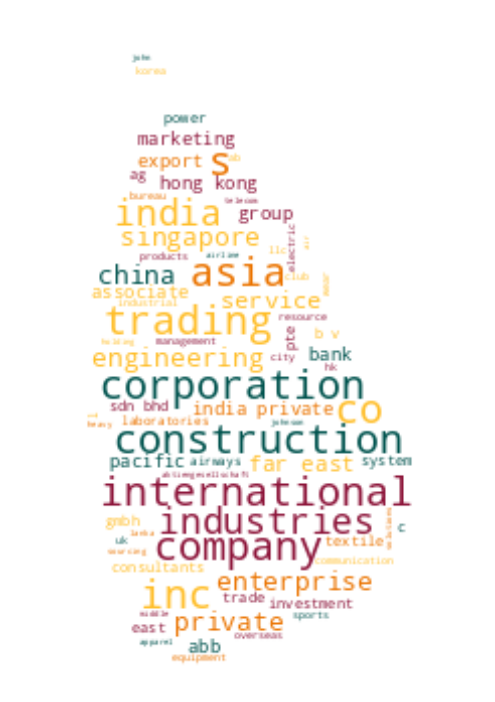 john
korea
power
marketing
export s ab
ag hong kong
bureau telecom
india group
singapore electric air
products airline llc
china asia club
associate service wear
industrial
trading resource
holding management pte b v
engineering city bank
hk
corporation
sdn bhd india private co
l heavy laboratories johnson
construction
pacific airways far east system
aktiengesellschaft
international
gmbh industries solutions c
uk lanka company textile
sourcing communication
consultants
inc enterprise
trade investment
middle private sports
east overseas
apparel abb
equipment